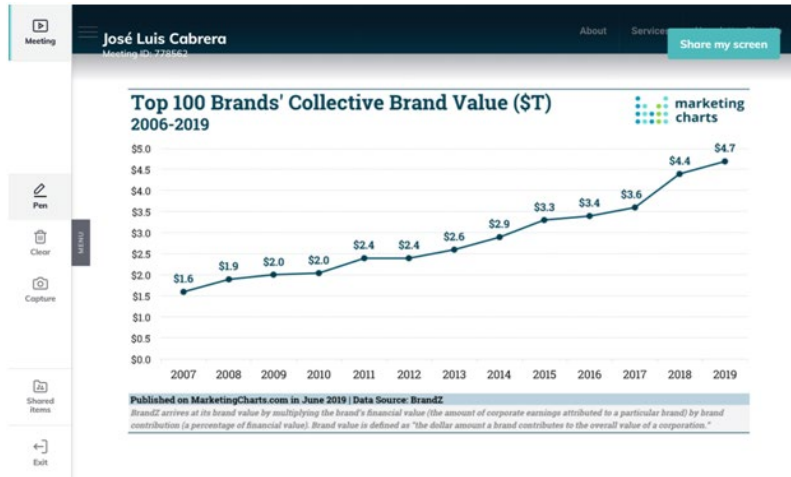 Meeting
José Luis Cabrera
Meeting ID: 778562
About
Share my screen
Top 100 Brands' Collective Brand Value ($T)
2006-2019
marketing
charts
$5.0
$4.5
$4.0
$3.5
$3.0
$2.5
$2.0
$1.5
$1.0
$0.5
$0.0
$1.6
$1.9
$2.0
$2.0
$2.4
$2.4
$2.6
$2.9
$3.3
$3.4
$3.6
$4.4
$4.7
2007 2008 2009 2010 2011 2012 2013 2014 2015 2016 2017 2018 2019
Published on MarketingCharts.com in June 2019 | Data Source: BrandZ
BrandZ arrives at its brand value by multiplying the brand's financial value (the amount of corporate earnings attributed to a particular brand) by brand
contribution (a percentage of financial value). Brand value is defined as "the dollar amount a brand contributes to the overall value of a corporation."
Pen
Clear
Capture
MENU
Shared
items
Exit